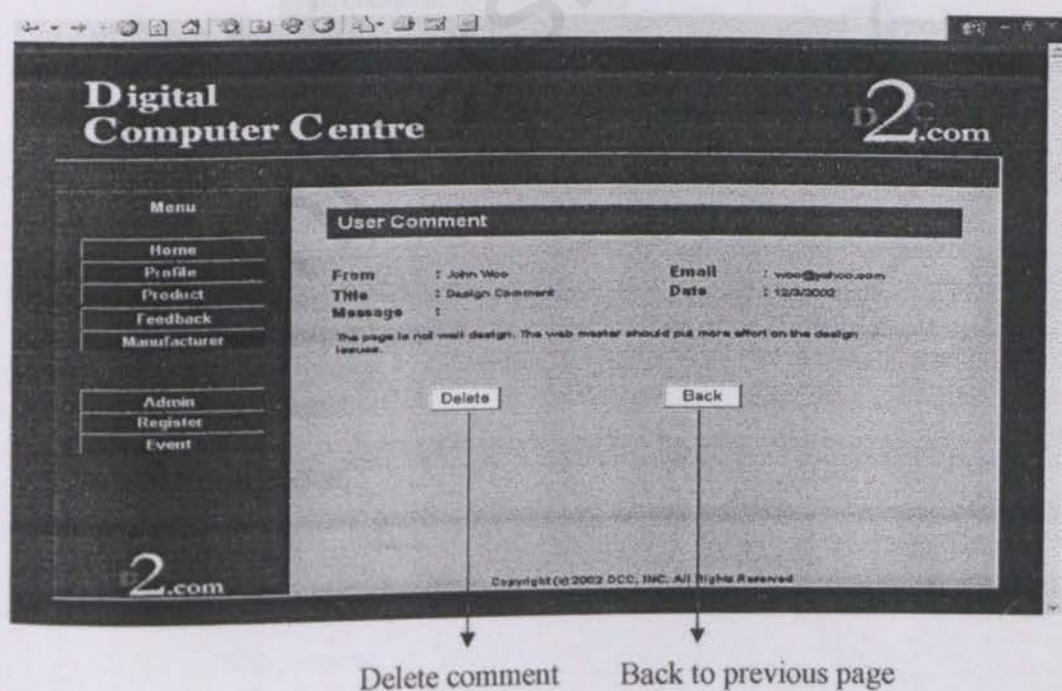 Digital
Computer Centre
D2C.com
Menu
Home
Profile
Product
Feedback
Manufacturer
Admin
Register
Event
2.com
User Comment
From : John Woo Email : woo@yahoo.com
Title : Design Comment Date : 12/3/2002
Message :
The page is not well design. The web master should put more effort on the design
issues.
Delete Back
Copyright (c) 2002 DCC, INC. All Rights Reserved
Delete comment Back to previous page